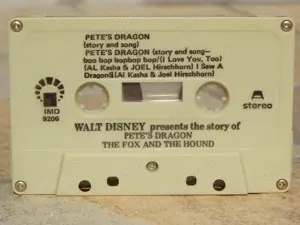 PETE'S DRAGON
(story and song)
PETE'S DRAGON (story and song—
boo bop bopbop bop/(I Love You, Too)
(AL Kasha & JOEL Hirschhorn) I Saw A
Dragon&(Al Kasha & Joel Hirschhorn)
IMD
9206
A
stereo
WALT DISNEY presents the story of
PETE'S DRAGON
THE FOX AND THE HOUND